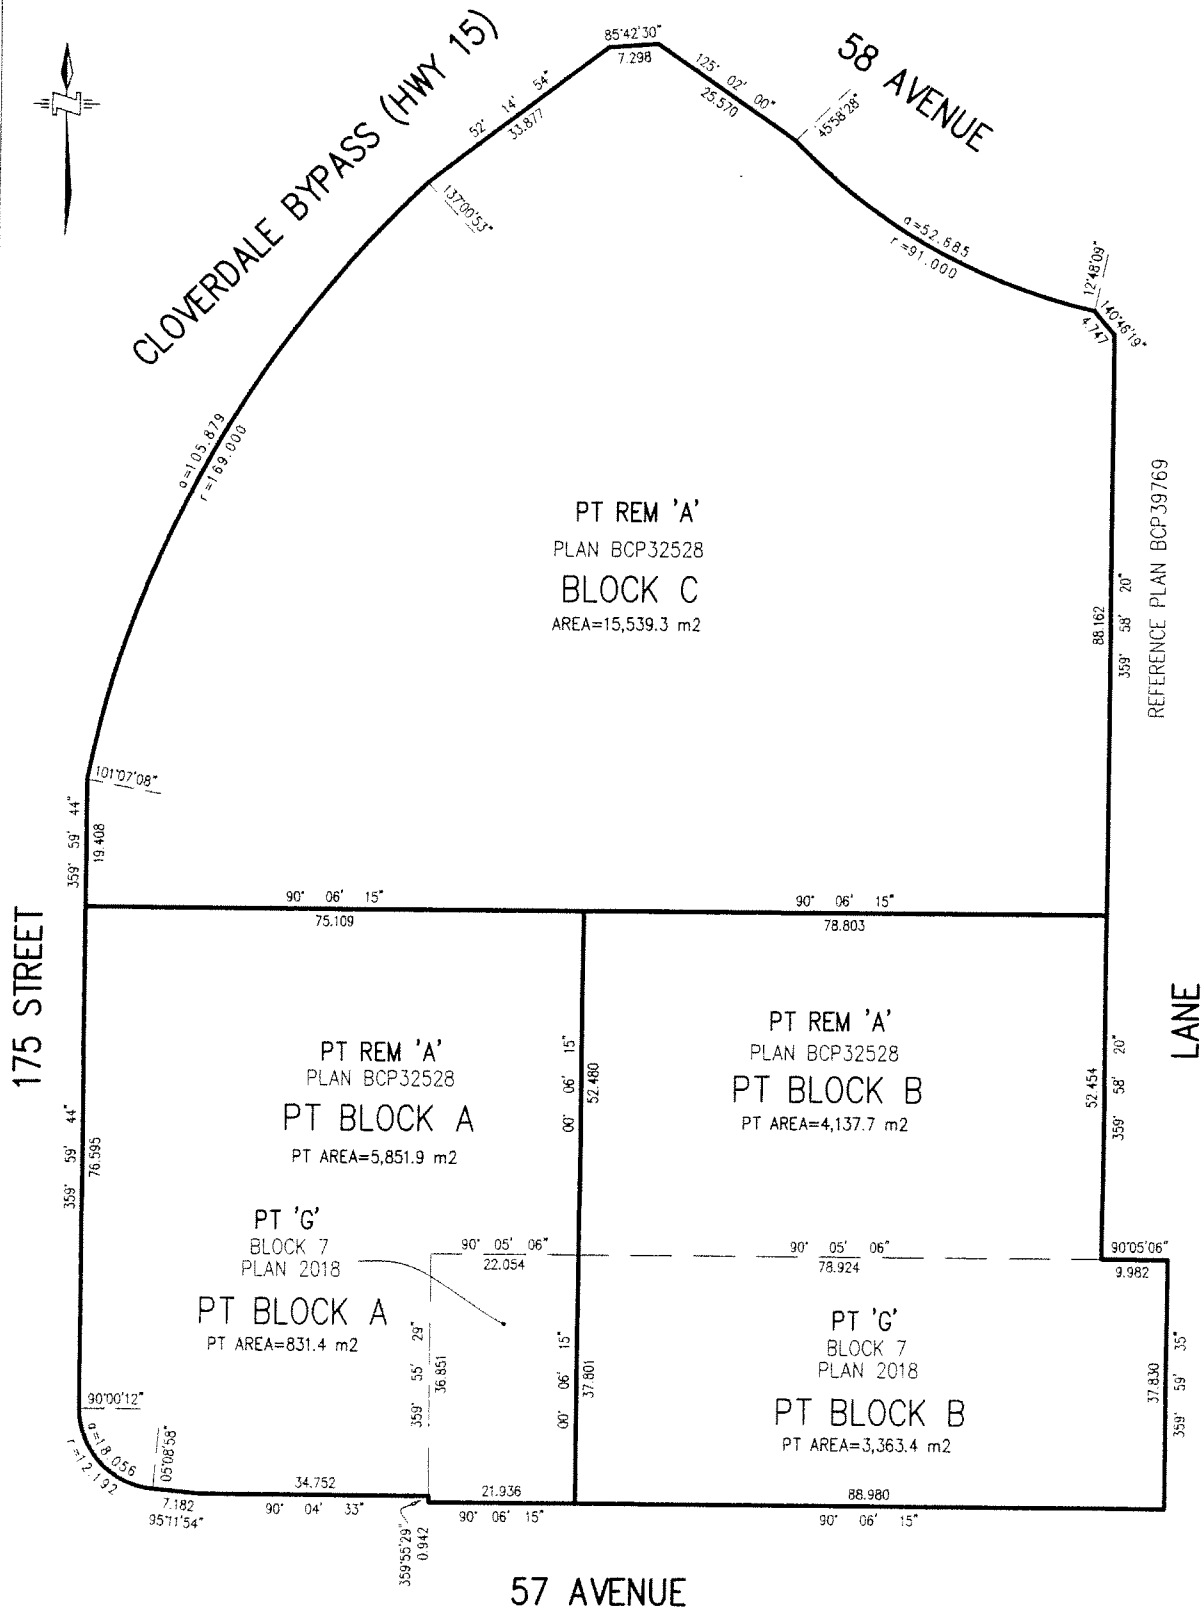 CLOVERDALE BYPASS (HWY 15)
85°42'30"
7.298
58 AVENUE
125° 02' 00"
25.570
45°58'28"
52° 14' 54"
33.877
137°00'53"
a=52.685
r=91.000
12°48'09"
140°46'19"
4.747
a=105.879
r=169.000
PT REM 'A'
PLAN BCP32528
BLOCK C
AREA=15,539.3 m2
88.162
359° 58' 20"
REFERENCE PLAN BCP39769
101°07'08"
359° 59' 44"
19.408
90° 06' 15"
75.109
90° 06' 15"
78.803
175 STREET
LANE
PT REM 'A'
PLAN BCP32528
PT BLOCK A
PT AREA=5,851.9 m2
00° 06' 15"
52.480
PT REM 'A'
PLAN BCP32528
PT BLOCK B
PT AREA=4,137.7 m2
52.454
359° 58' 20"
359° 59' 44"
76.595
PT 'G'
BLOCK 7
PLAN 2018
PT BLOCK A
PT AREA=831.4 m2
90° 05' 06"
22.054
90° 05' 06"
78.924
90°05'06"
9.982
359° 55' 29"
36.851
00° 06' 15"
37.801
PT 'G'
BLOCK 7
PLAN 2018
PT BLOCK B
PT AREA=3,363.4 m2
37.830
359° 59' 35"
90°00'12"
a=18.056
r=12.192
05°08'58"
7.182
95°11'54"
34.752
90° 04' 33"
359°55'29"
0.942
21.936
90° 06' 15"
88.980
90° 06' 15"
57 AVENUE